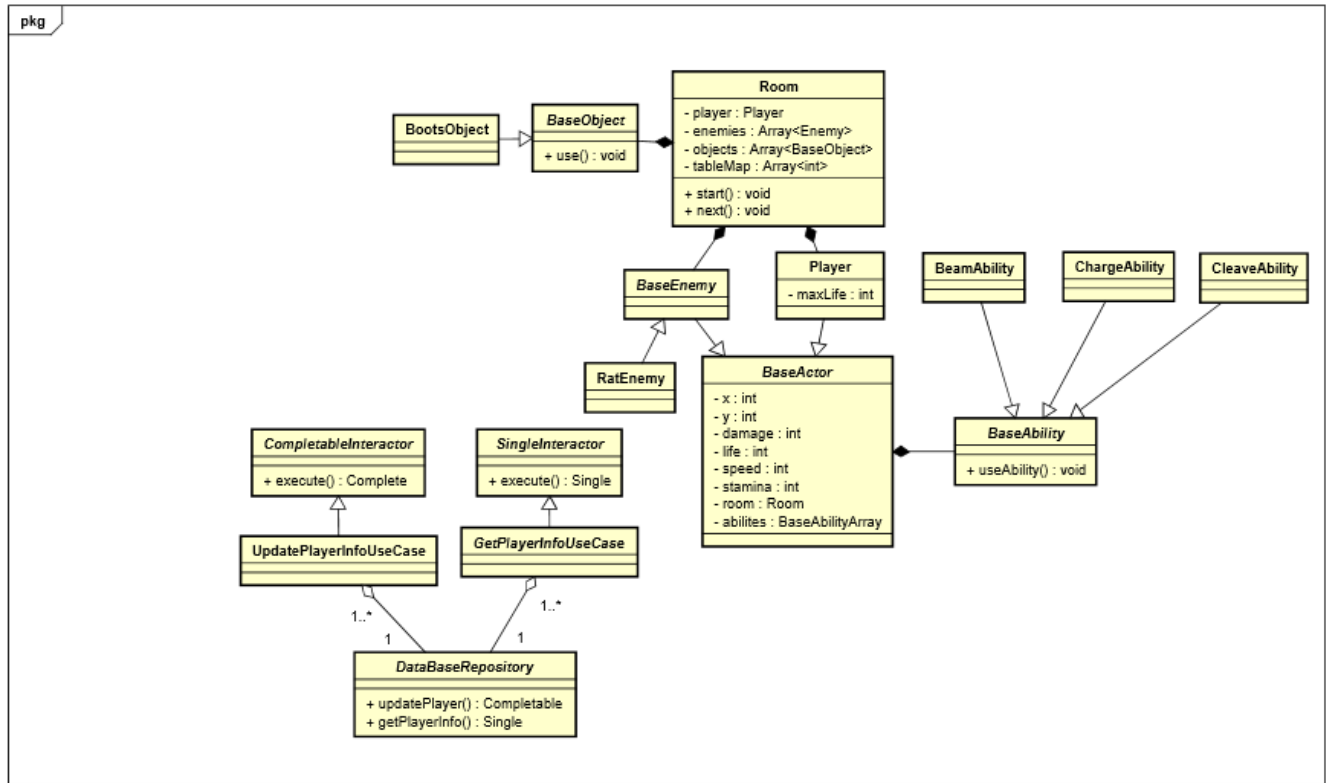 pkg
Room
- player : Player
- enemies : Array<Enemy>
- objects : Array<BaseObject>
- tableMap : Array<int>
+ start() : void
+ next() : void
BootsObject
BaseObject
+ use() : void
BaseEnemy
Player
- maxLife : int
BeamAbility
ChargeAbility
CleaveAbility
RatEnemy
BaseActor
- x : int
- y : int
- damage : int
- life : int
- speed : int
- stamina : int
- room : Room
- abilites : BaseAbilityArray
BaseAbility
+ useAbility() : void
CompletableInteractor
+ execute() : Complete
SingleInteractor
+ execute() : Single
UpdatePlayerInfoUseCase
GetPlayerInfoUseCase
1..*
1
1..*
1
DataBaseRepository
+ updatePlayer() : Completable
+ getPlayerInfo() : Single